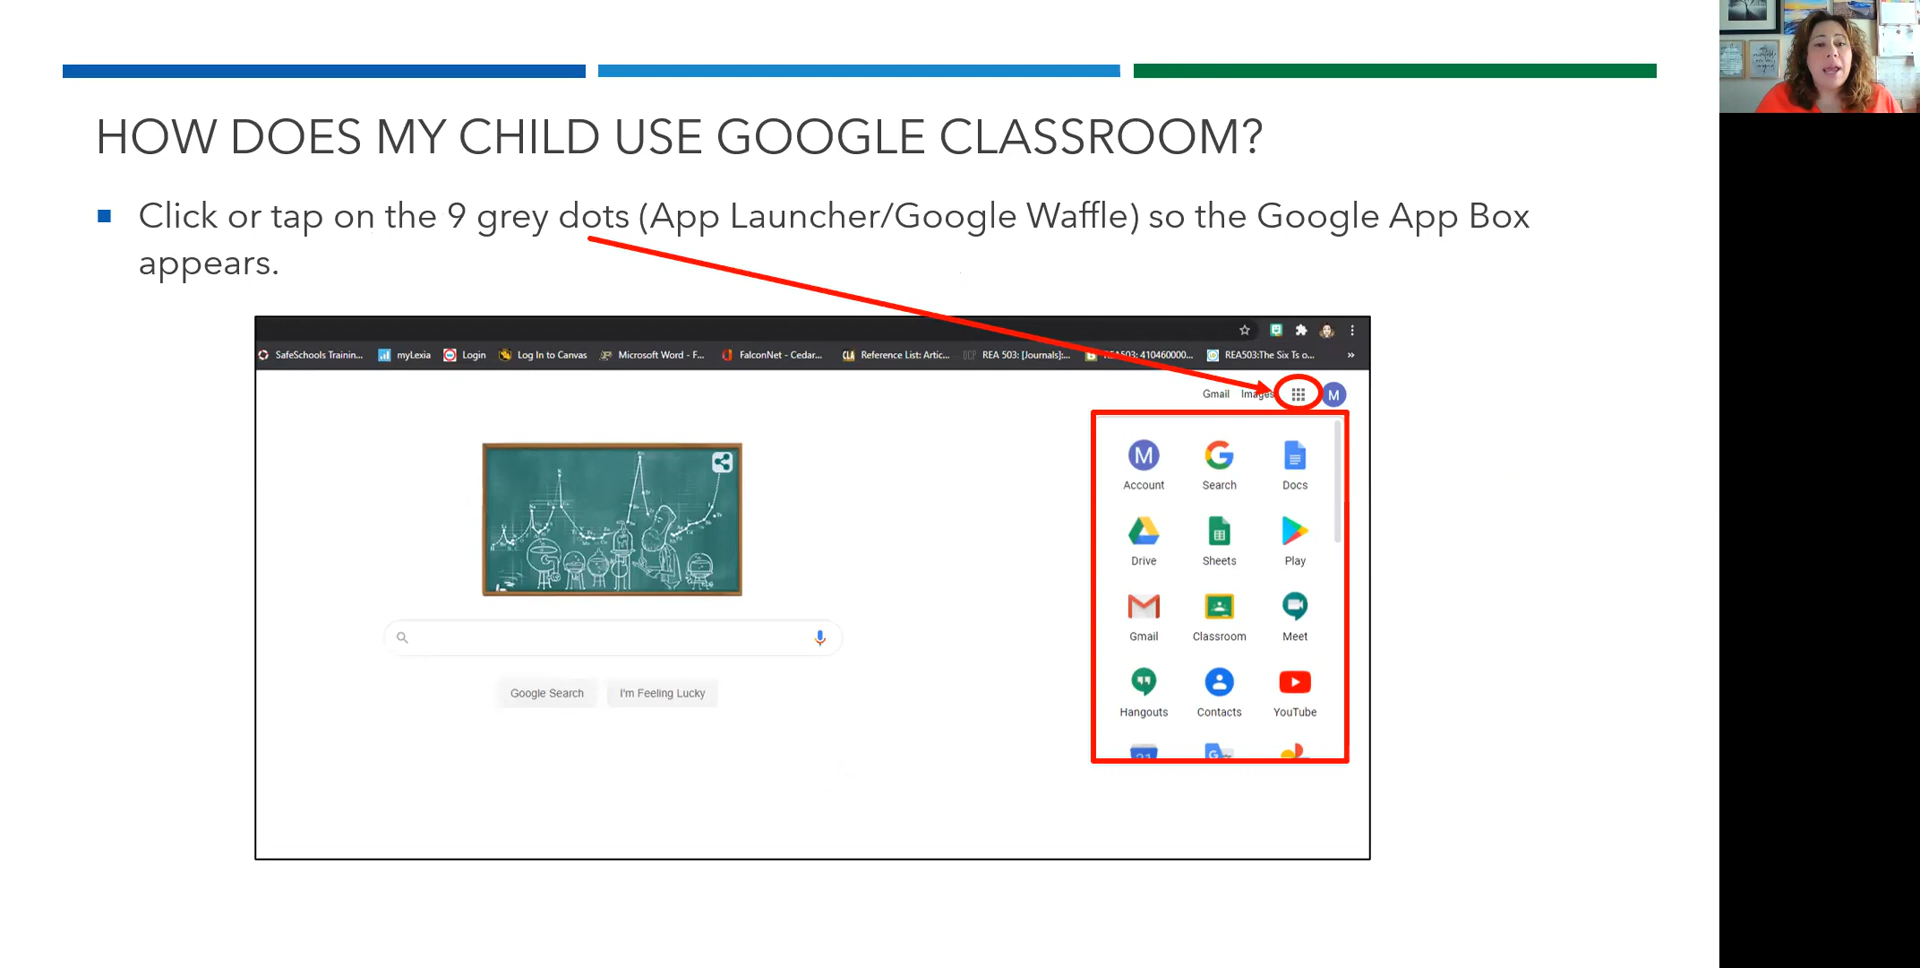 HOW DOES MY CHILD USE GOOGLE CLASSROOM?
Click or tap on the 9 grey dots (App Launcher/Google Waffle) so the Google App Box
appears.
SafeSchools Trainin... myLexia Login Log In to Canvas Microsoft Word - F... FalconNet - Cedar... Reference List: Artic... REA 503: [Journals]:... 410460000... REA503:The Six Ts o... »
Gmail Images M
M
Account Search Docs
Drive Sheets Play
Gmail Classroom Meet
Hangouts Contacts YouTube
Google Search I'm Feeling Lucky